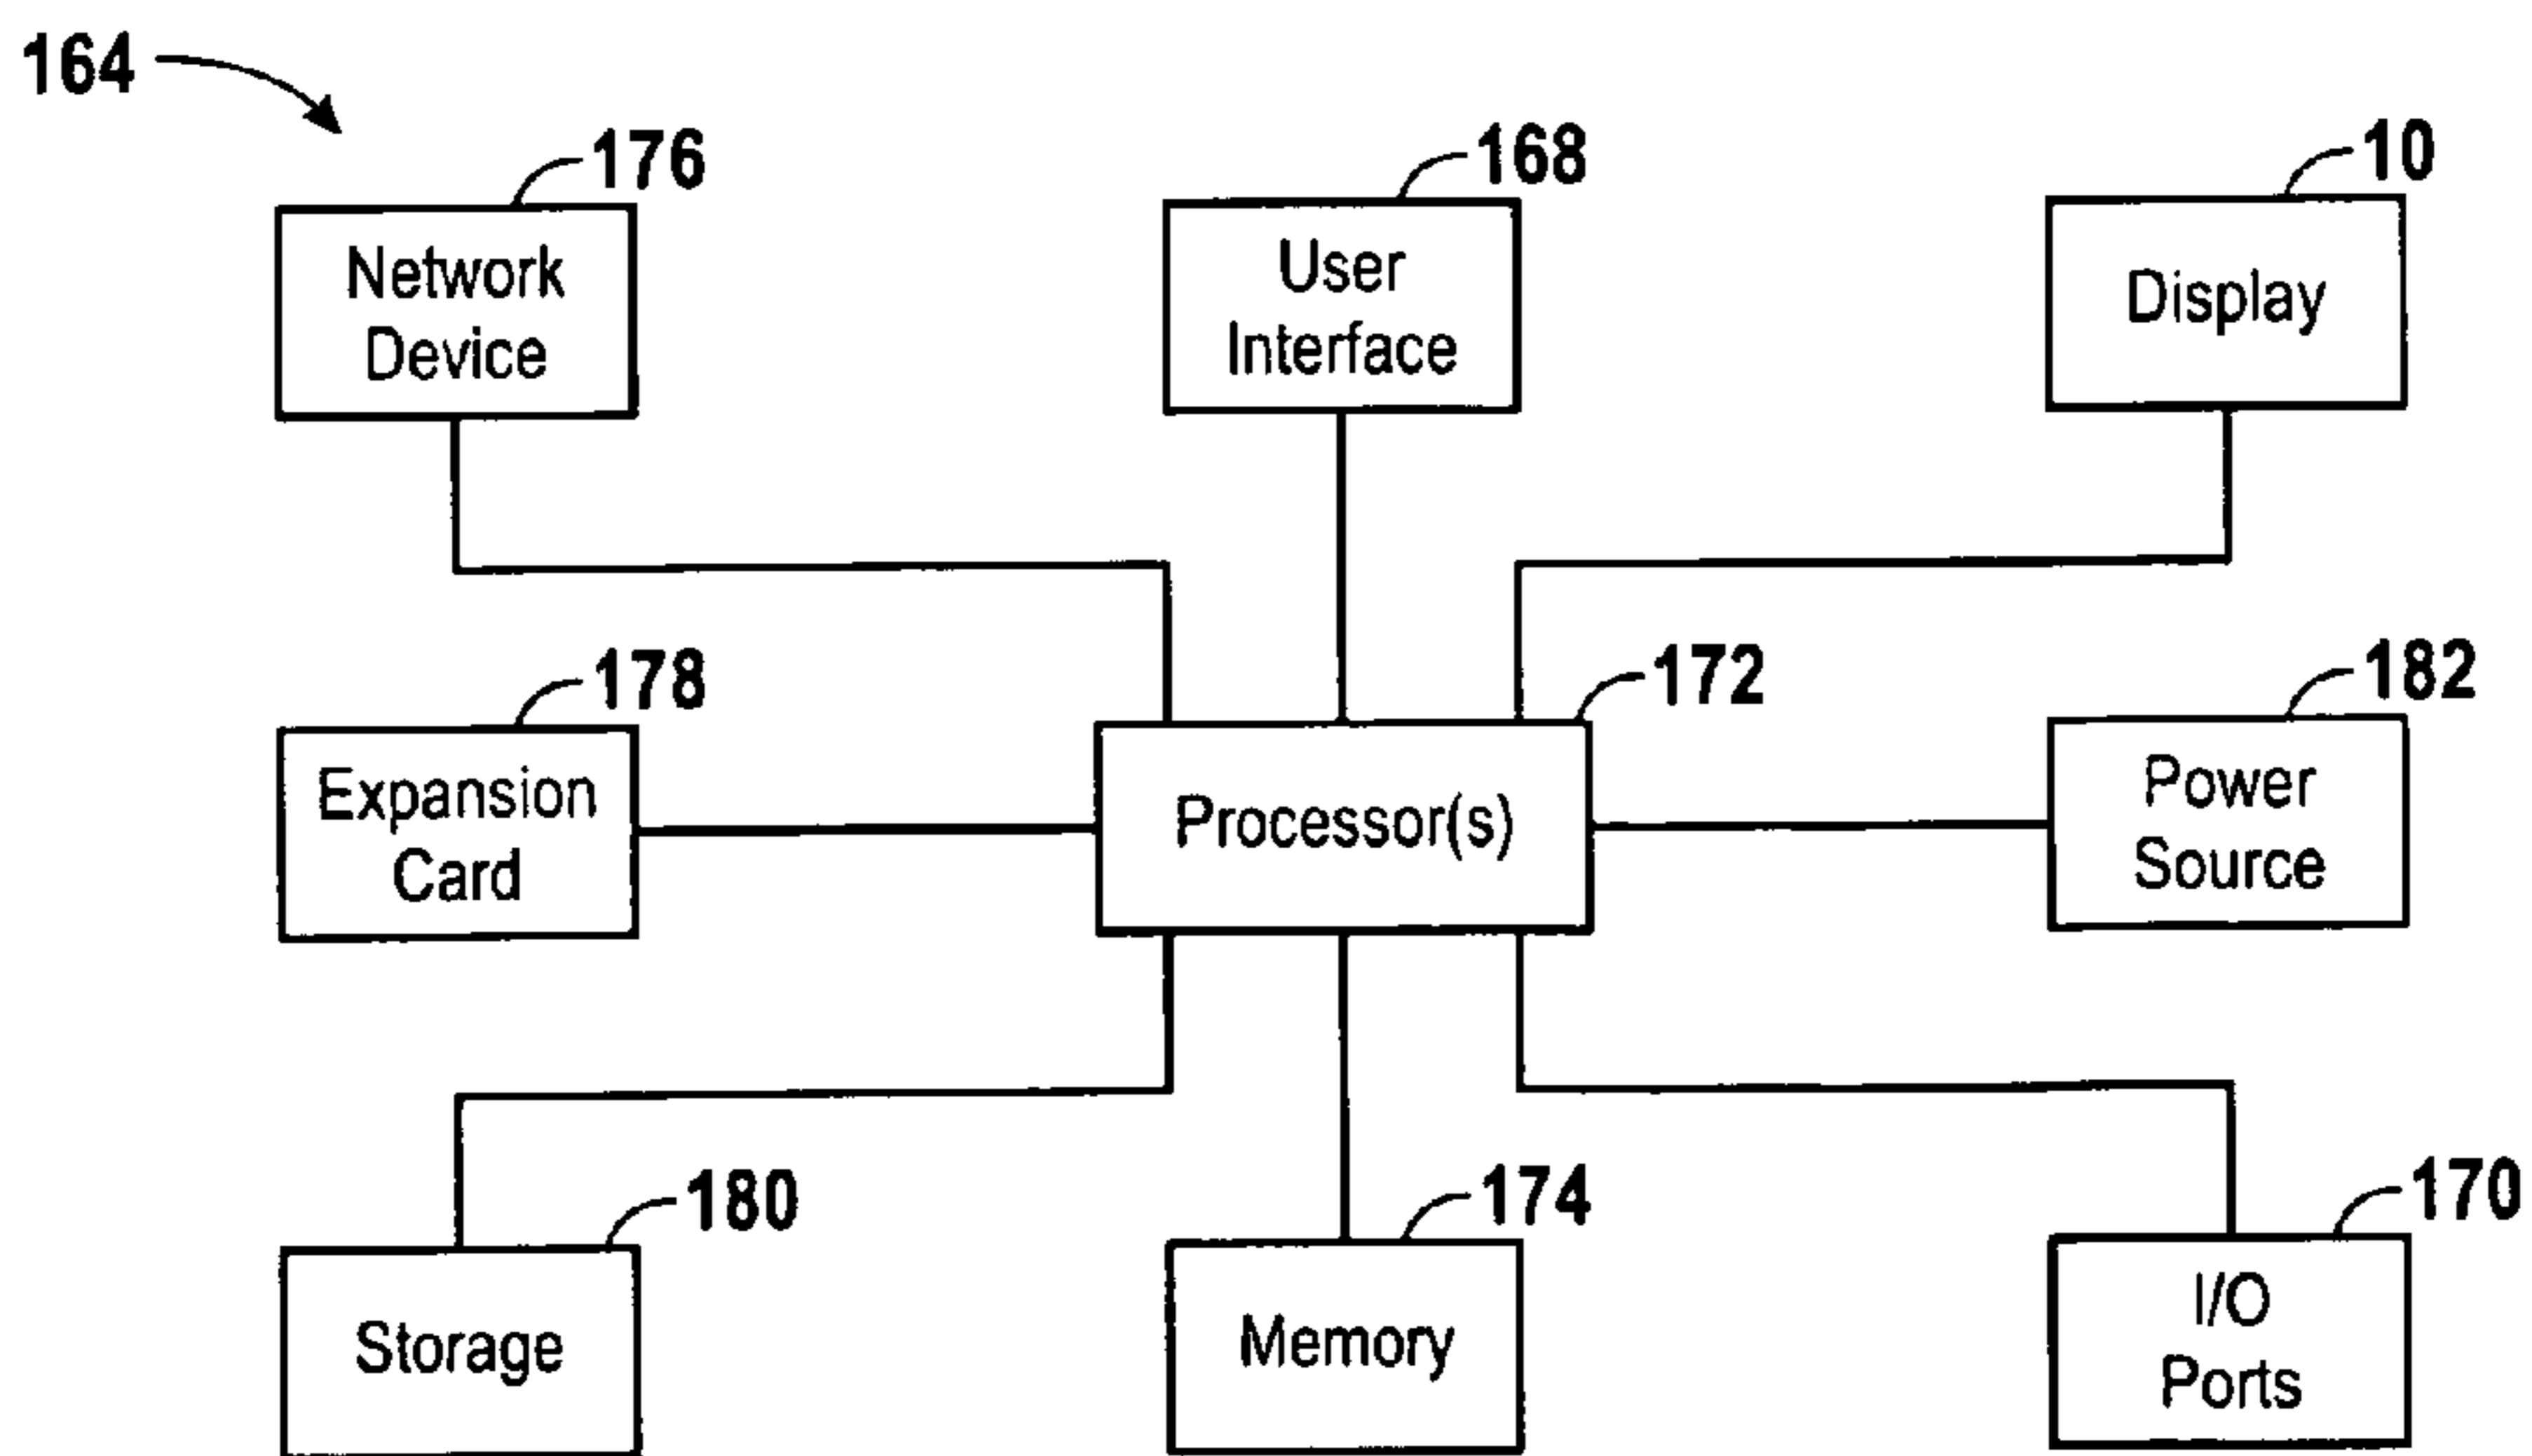 164
176
168
10
Network
Device
User
Interface
Display
178
172
182
Expansion
Card
Processor(s)
Power
Source
180
174
170
Storage
Memory
I/O
Ports